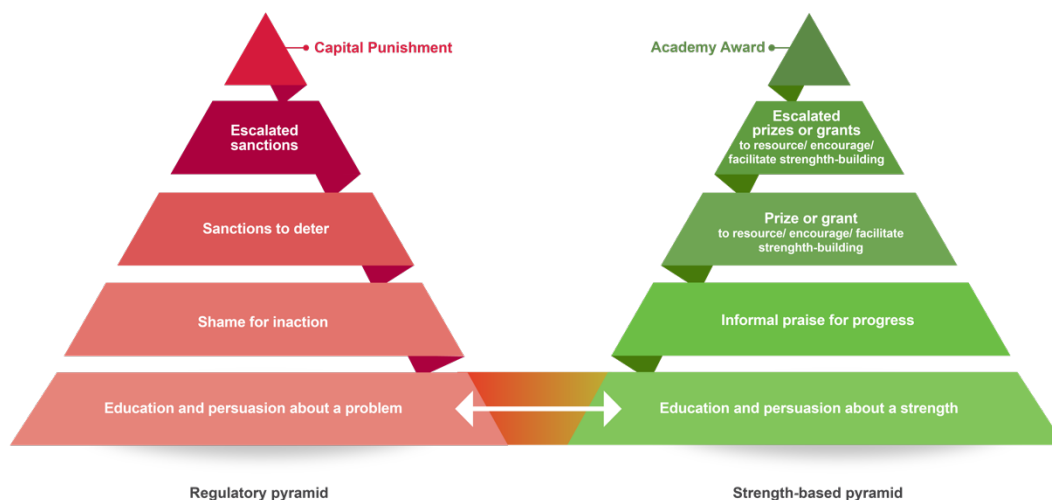 Capital Punishment
Escalated
sanctions
Sanctions to deter
Shame for inaction
Education and persuasion about a problem
Regulatory pyramid
Academy Award
Escalated
prizes or grants
to resource/ encourage/
facilitate strenghth-building
Prize or grant
to resource/ encourage/ facilitate
strenghth-building
Informal praise for progress
Education and persuasion about a strength
Strength-based pyramid